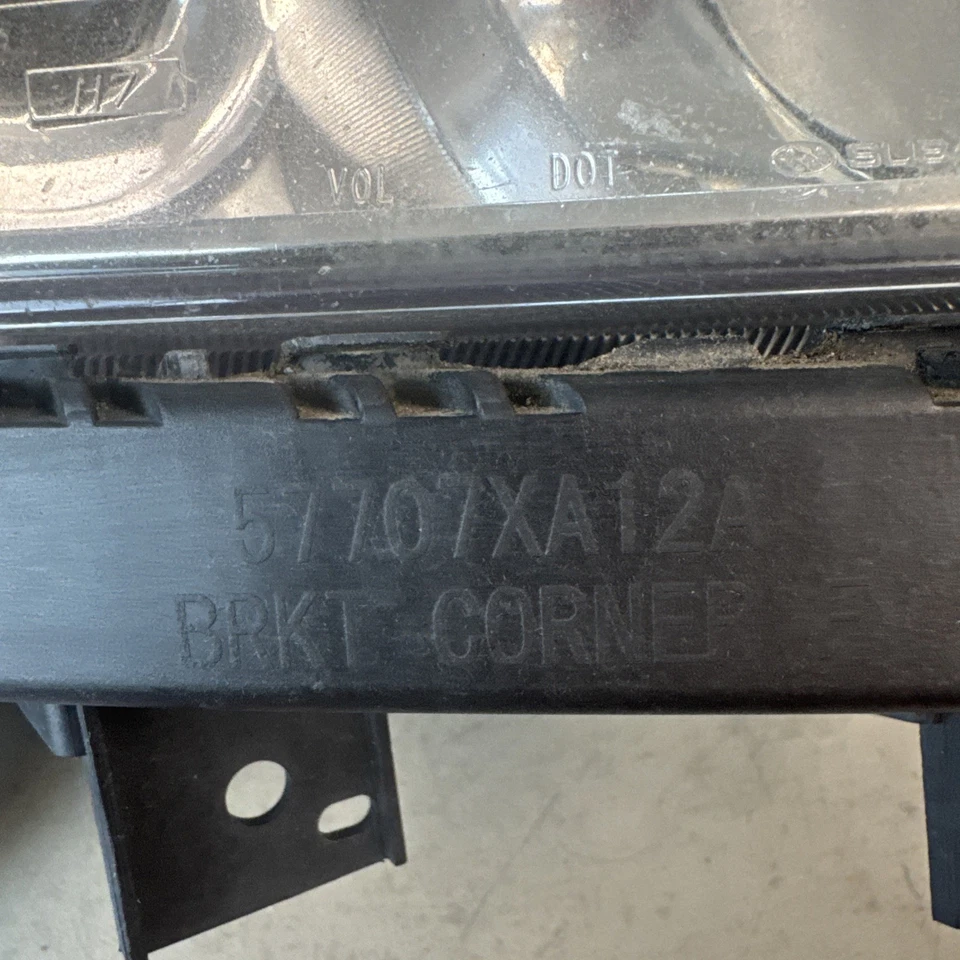 H7
VOL DOT
57707XA12A
BRKT CORNER